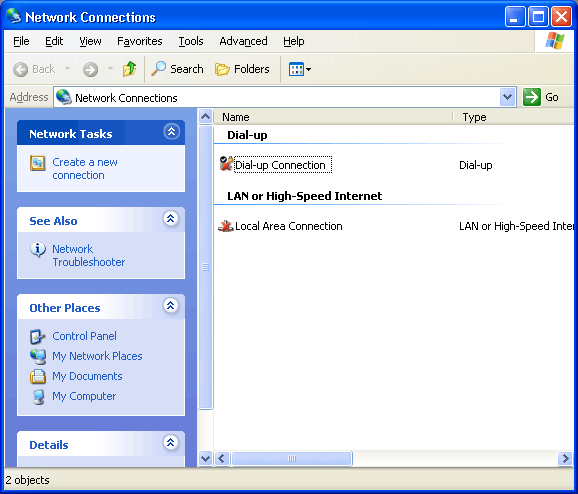 Network Connections
File Edit View Favorites Tools Advanced Help
Back Search Folders
Address Network Connections Go
Network Tasks
Create a new
connection
See Also
Network
Troubleshooter
Other Places
Control Panel
My Network Places
My Documents
My Computer
Details
Name Type
Dial-up
Dial-up Connection Dial-up
LAN or High-Speed Internet
Local Area Connection LAN or High-Speed Inter
2 objects